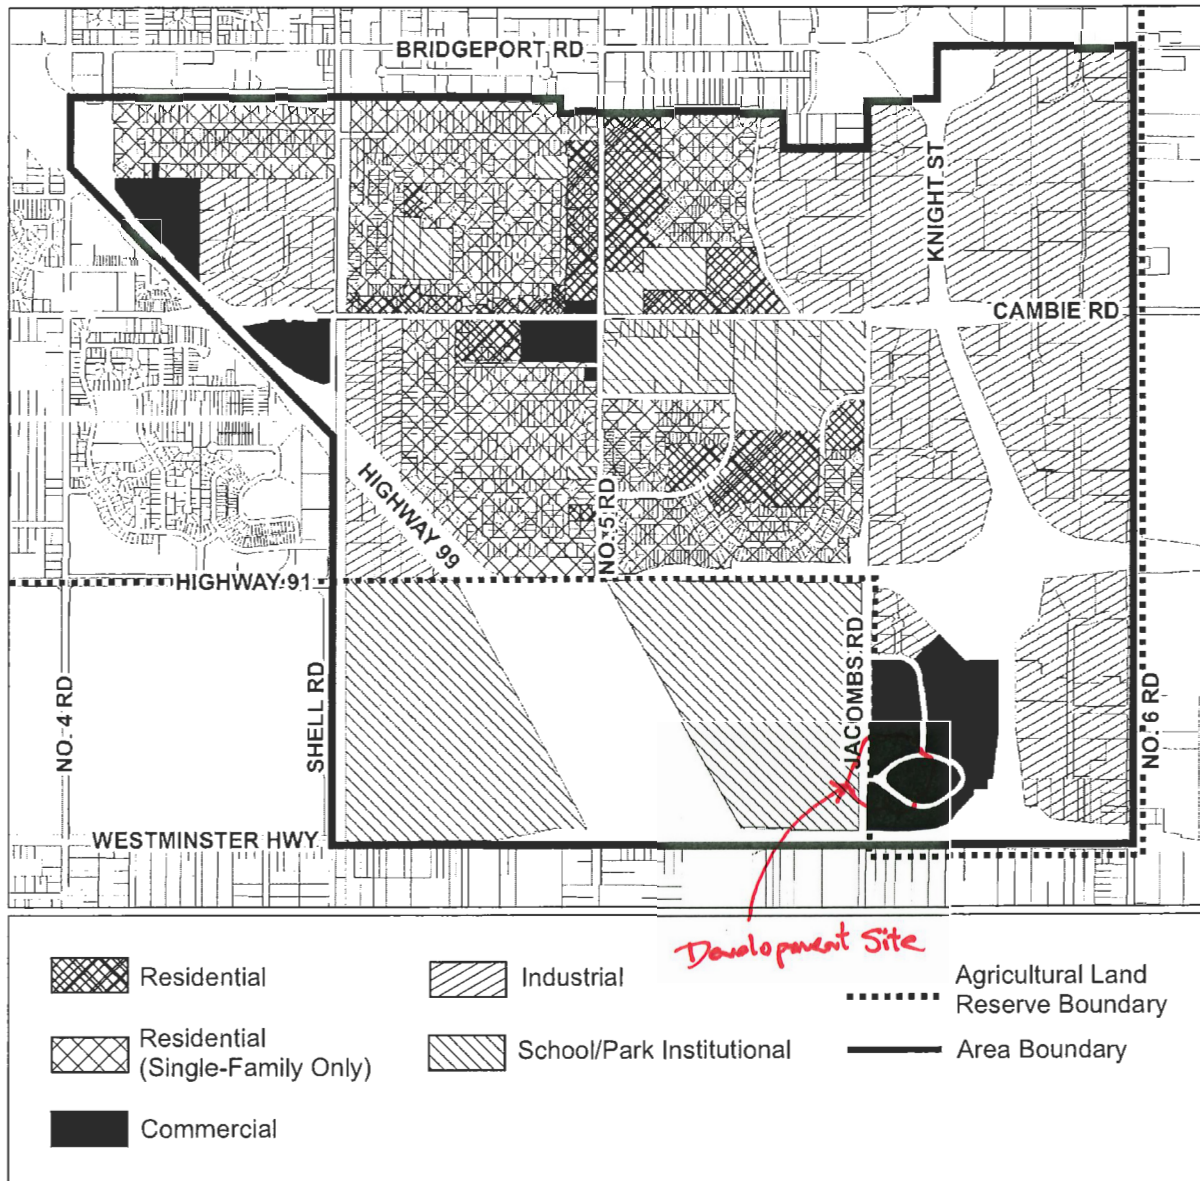 BRIDGEPORT RD
KNIGHT ST
CAMBIE RD
HIGHWAY 99
NO. 5 RD
HIGHWAY 91
NO. 4 RD
SHELL RD
JACOMBS RD
NO. 6 RD
WESTMINSTER HWY
Development Site
Residential
Industrial
Agricultural Land
Reserve Boundary
Residential
(Single-Family Only)
School/Park Institutional
Area Boundary
Commercial